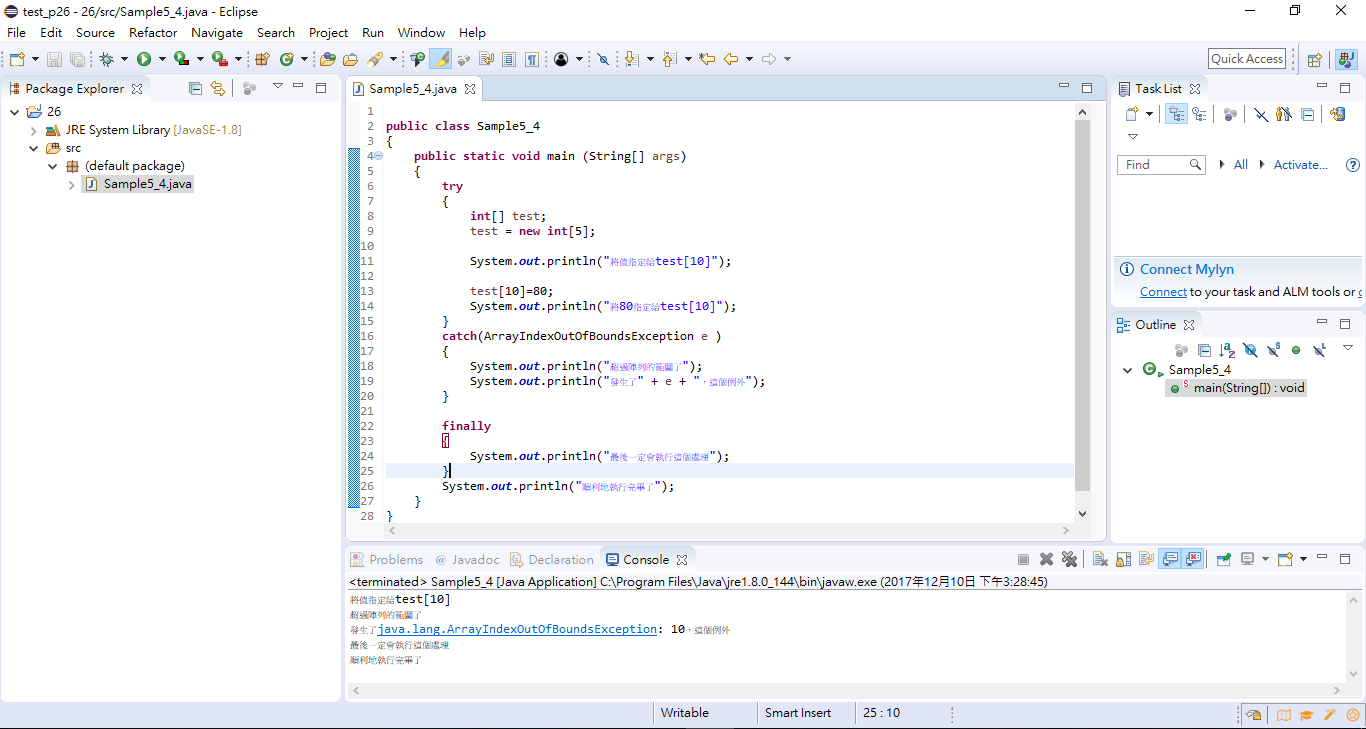 test_p26 - 26/src/Sample5_4.java - Eclipse
File Edit Source Refactor Navigate Search Project Run Window Help
Quick Access
Package Explorer
26
JRE System Library [JavaSE-1.8]
src
(default package)
Sample5_4.java
Sample5_4.java
1
2 public class Sample5_4
3 {
4 public static void main (String[] args)
5 {
6 try
7 {
8 int[] test;
9 test = new int[5];
10
11 System.out.println("將值指定給test[10]");
12
13 test[10]=80;
14 System.out.println("將80指定給test[10]");
15 }
16 catch(ArrayIndexOutOfBoundsException e )
17 {
18 System.out.println("超過陣列的範圍了");
19 System.out.println("發生了" + e + "，這個例外");
20 }
21
22 finally
23 {
24 System.out.println("最後一定會執行這個處理");
25 }
26 System.out.println("順利地執行完畢了");
27 }
28 }
Problems @ Javadoc Declaration Console
<terminated> Sample5_4 [Java Application] C:\Program Files\Java\jre1.8.0_144\bin\javaw.exe (2017年12月10日 下午3:28:45)
將值指定給test[10]
超過陣列的範圍了
發生了java.lang.ArrayIndexOutOfBoundsException: 10，這個例外
最後一定會執行這個處理
順利地執行完畢了
Task List
Find All Activate...
Connect Mylyn
Connect to your task and ALM tools or
Outline
Sample5_4
main(String[]) : void
Writable Smart Insert 25 : 10